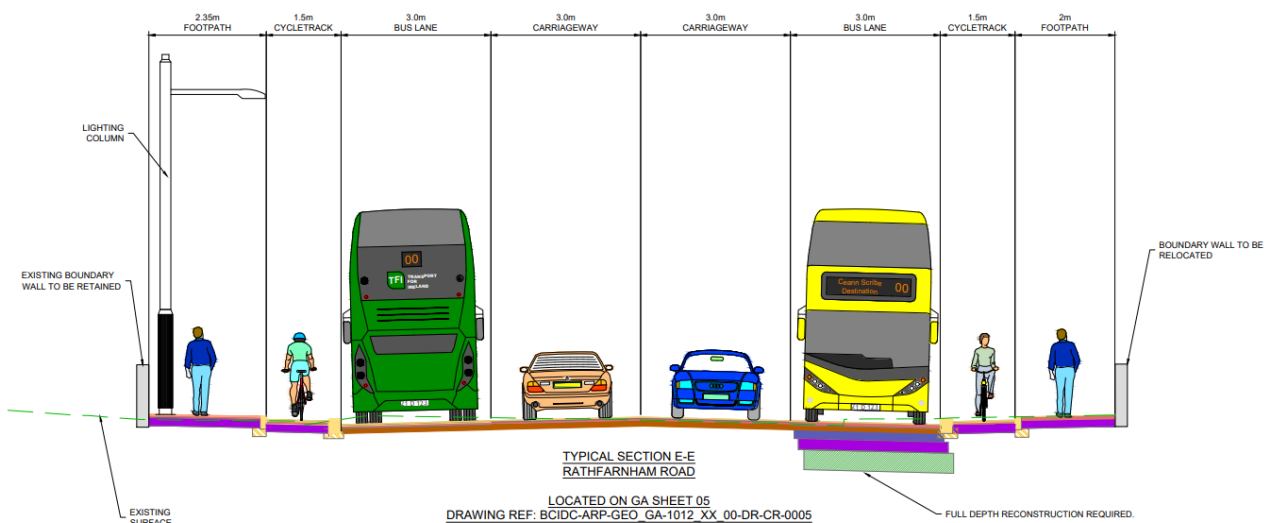 2.35m
FOOTPATH
1.5m
CYCLETRACK
3.0m
BUS LANE
3.0m
CARRIAGEWAY
3.0m
CARRIAGEWAY
3.0m
BUS LANE
1.5m
CYCLETRACK
2m
FOOTPATH
LIGHTING
COLUMN
EXISTING BOUNDARY
WALL TO BE RETAINED
00
TFI
TRANSPORT
FOR
IRELAND
Ceann Scribe
Destination
00
BOUNDARY WALL TO BE
RELOCATED
TYPICAL SECTION E-E
RATHFARNHAM ROAD
LOCATED ON GA SHEET 05
DRAWING REF: BCIDC-ARP-GEO_GA-1012_XX_00-DR-CR-0005
EXISTING
SURFACE
FULL DEPTH RECONSTRUCTION REQUIRED.